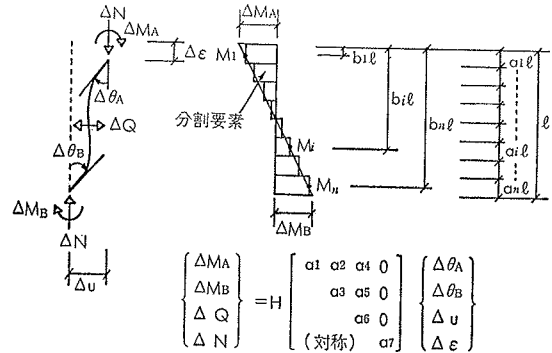 ΔN
ΔMA
Δε
ΔθA
ΔQ
ΔθB
ΔMB
ΔN
Δu
ΔMA
M1
分割要素
Mi
Mn
ΔMB
b1ℓ
biℓ
bnℓ
a1ℓ
aiℓ
anℓ
ℓ
ΔMA a1 a2 a4 0 ΔθA
ΔMB =H a3 a5 0 ΔθB
ΔQ a6 0 Δu
ΔN (対称) a7 Δε